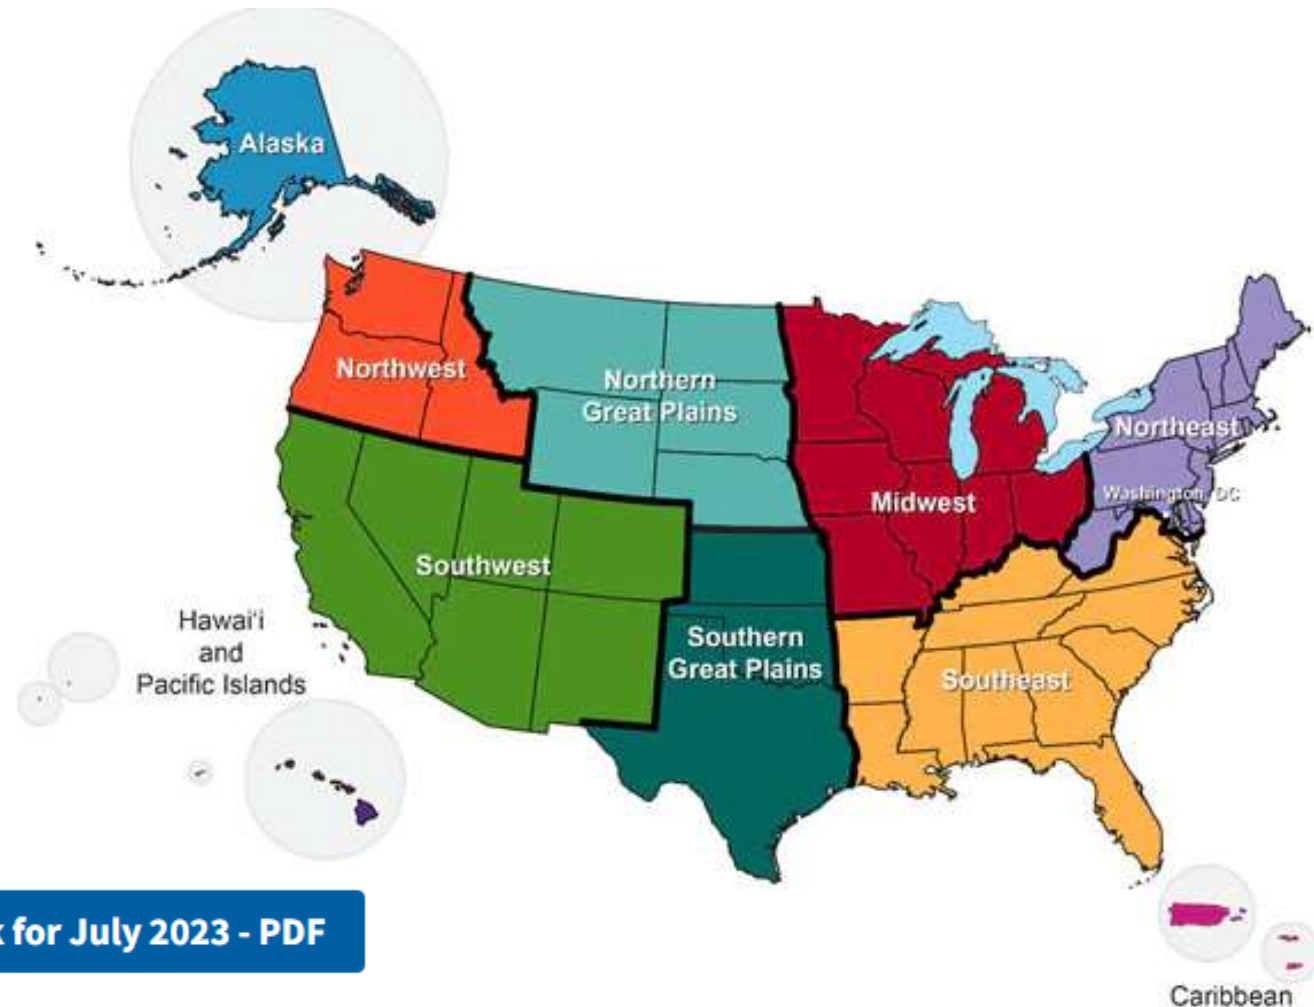 Alaska
Northwest
Northern
Great Plains
Northeast
Washington, DC
Midwest
Southwest
Hawai'i
and
Pacific Islands
Southern
Great Plains
Southeast
k for July 2023 - PDF
Caribbean